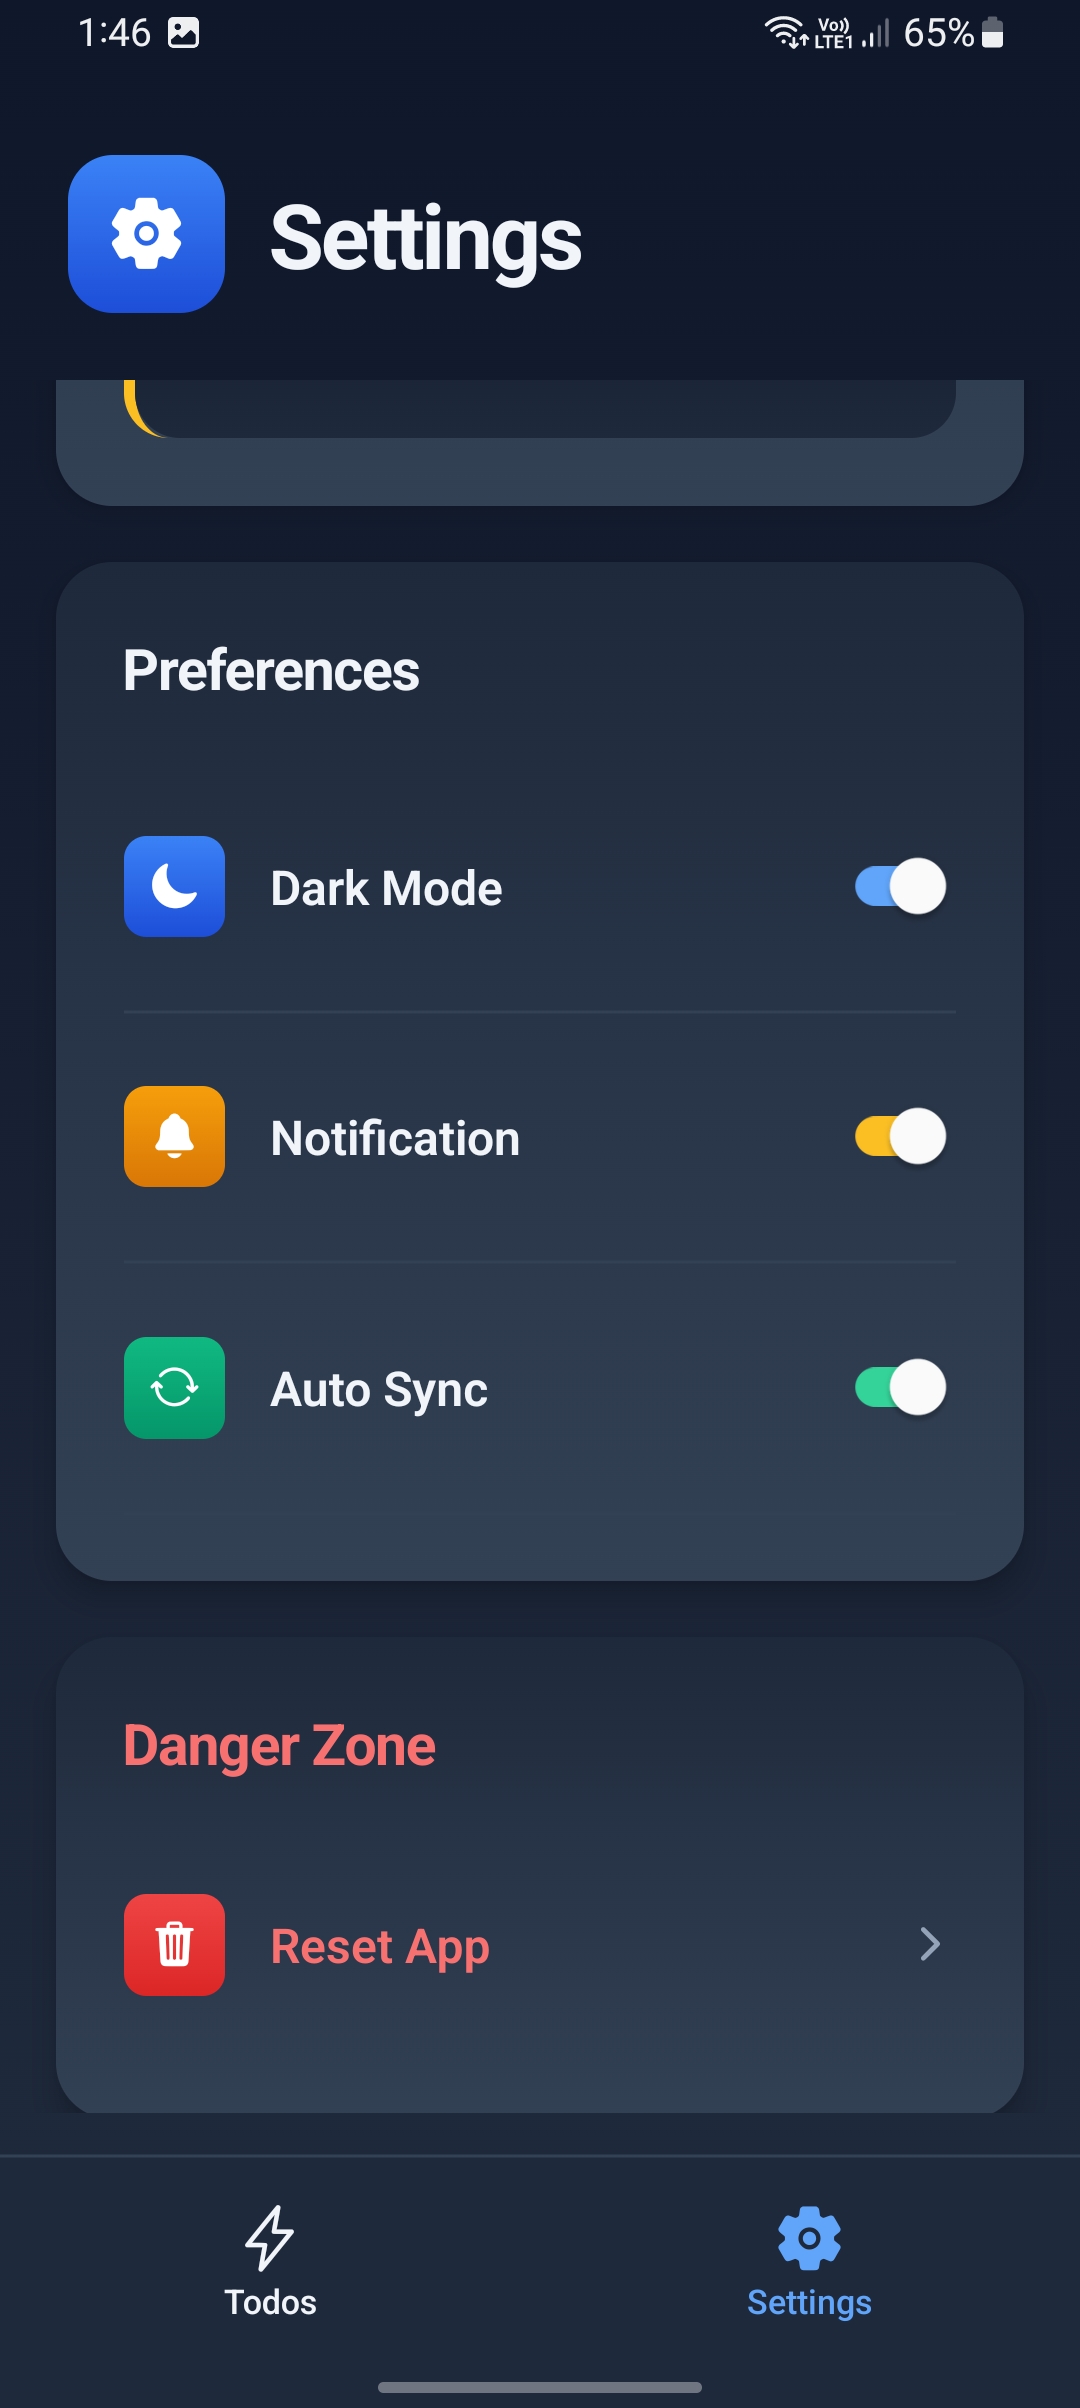 1:46
Vo)) LTE1 65%
Settings
Preferences
Dark Mode
Notification
Auto Sync
Danger Zone
Reset App
Todos
Settings